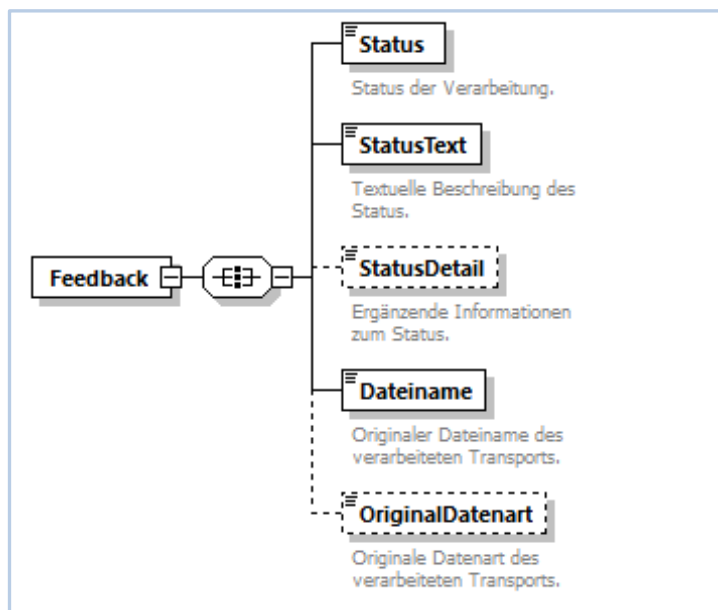 Status
Status der Verarbeitung.
StatusText
Textuelle Beschreibung des
Status.
Feedback
StatusDetail
Ergänzende Informationen
zum Status.
Dateiname
Originaler Dateiname des
verarbeiteten Transports.
OriginalDatenart
Originale Datenart des
verarbeiteten Transports.